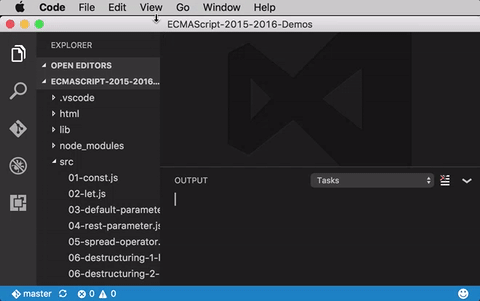 Code File Edit View Go Window Help
ECMAScript-2015-2016-Demos
EXPLORER
OPEN EDITORS
ECMASCRIPT-2015-2016...
.vscode
html
lib
node_modules
src
01-const.js
02-let.js
03-default-paramete
04-rest-parameter.js
05-spread-operator.
06-destructuring-1-
06-destructuring-2-
OUTPUT
Tasks
master 0 0